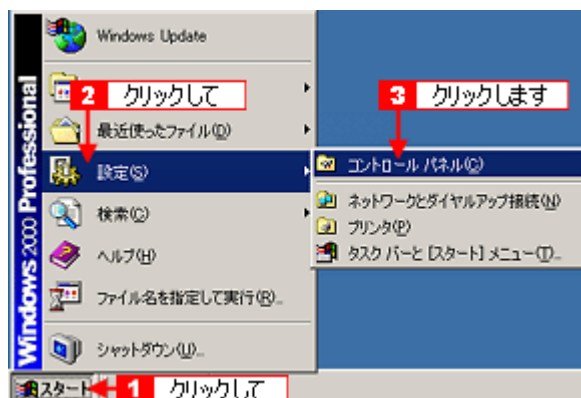 Windows Update
2 クリックして
最近使ったファイル(D)
設定(S)
検索(C)
ヘルプ(H)
ファイル名を指定して実行(R)...
シャットダウン(U)...
Windows 2000 Professional
スタート
1 クリックして
3 クリックします
コントロール パネル(C)
ネットワークとダイヤルアップ接続(N)
プリンタ(P)
タスク バーと [スタート] メニュー(T)...